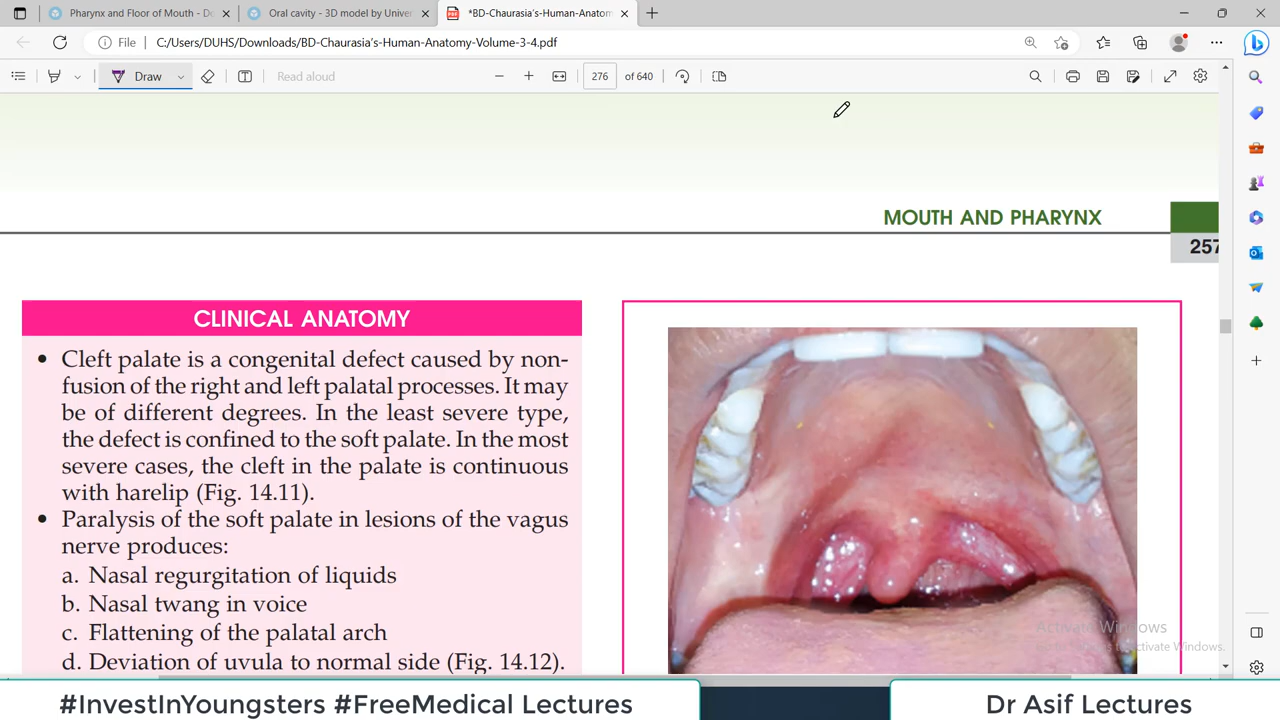 Pharynx and Floor of Mouth - De
Oral cavity - 3D model by Univer
*BD-Chaurasia's-Human-Anatom
File
C:/Users/DUHS/Downloads/BD-Chaurasia's-Human-Anatomy-Volume-3-4.pdf
Draw
Read aloud
276
of 640
MOUTH AND PHARYNX
257
CLINICAL ANATOMY
• Cleft palate is a congenital defect caused by non-
fusion of the right and left palatal processes. It may
be of different degrees. In the least severe type,
the defect is confined to the soft palate. In the most
severe cases, the cleft in the palate is continuous
with harelip (Fig. 14.11).
• Paralysis of the soft palate in lesions of the vagus
nerve produces:
a. Nasal regurgitation of liquids
b. Nasal twang in voice
c. Flattening of the palatal arch
d. Deviation of uvula to normal side (Fig. 14.12).
Activate Windows
Activate Windows.
#InvestInYoungsters #FreeMedical Lectures
Dr Asif Lectures